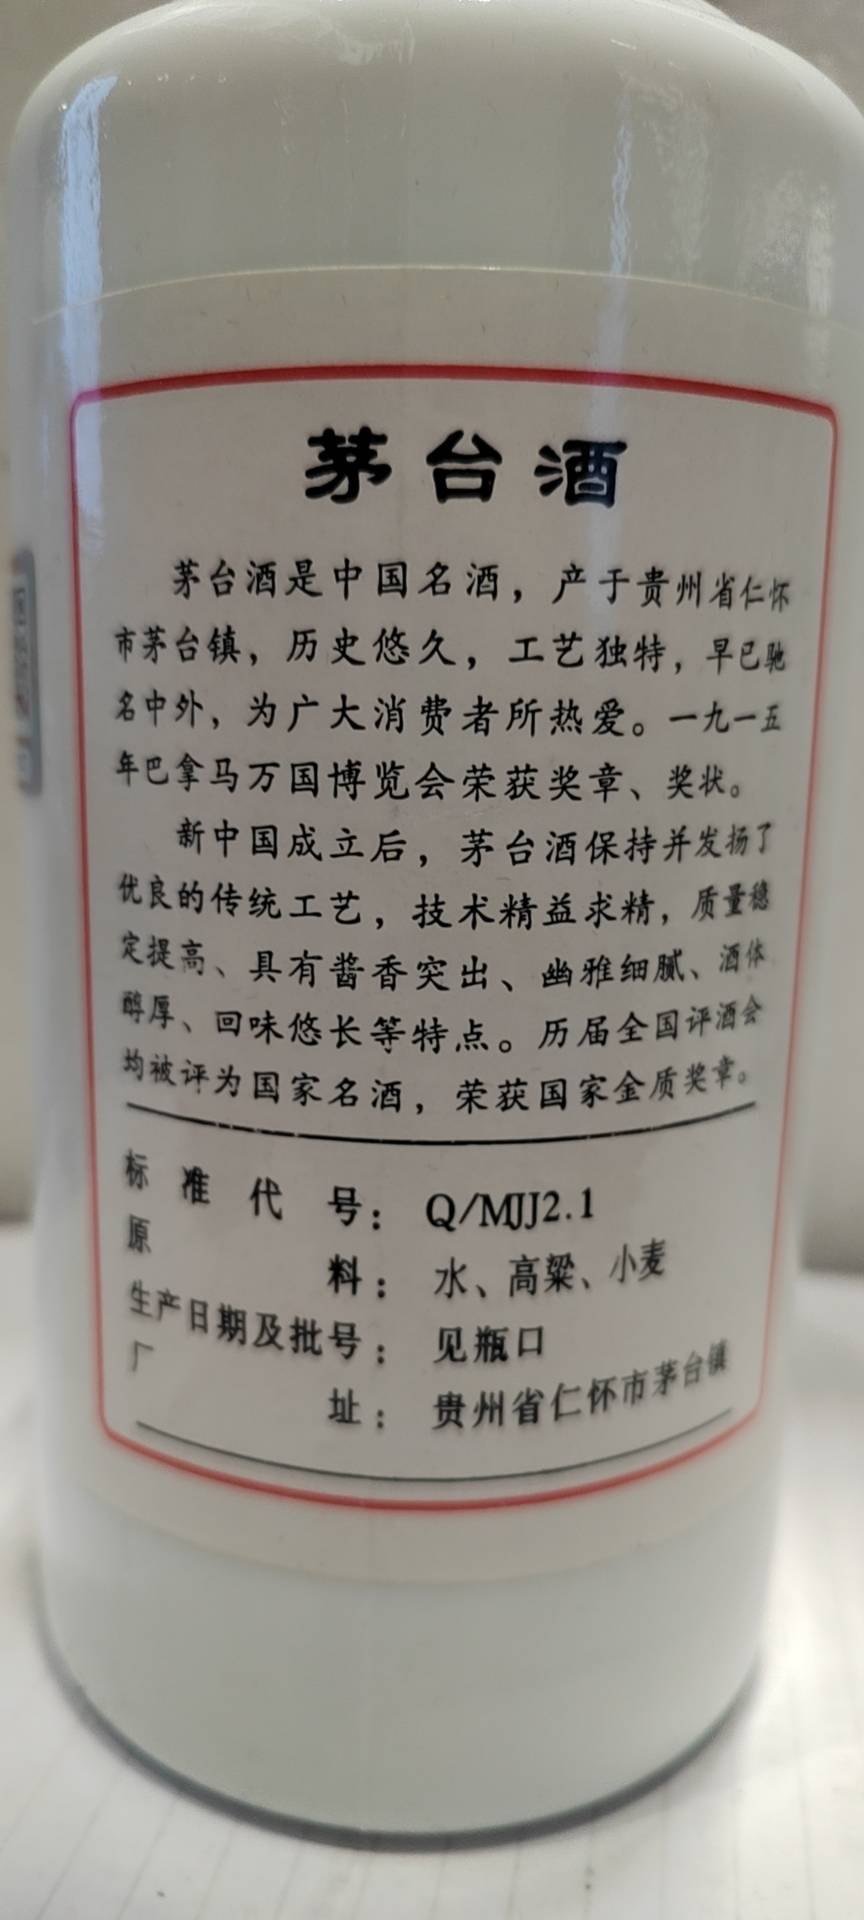 茅台酒
茅台酒是中国名酒，产于贵州省仁怀
市茅台镇，历史悠久，工艺独特，早已驰
名中外，为广大消费者所热爱。一九一五
年巴拿马万国博览会荣获奖章、奖状。
新中国成立后，茅台酒保持并发扬了
优良的传统工艺，技术精益求精，质量稳
定提高、具有酱香突出、幽雅细腻、酒体
醇厚、回味悠长等特点。历届全国评酒会
均被评为国家名酒，荣获国家金质奖章。
标准代号：Q/MJJ2.1
原料：水、高粱、小麦
生产日期及批号：见瓶口
厂址：贵州省仁怀市茅台镇